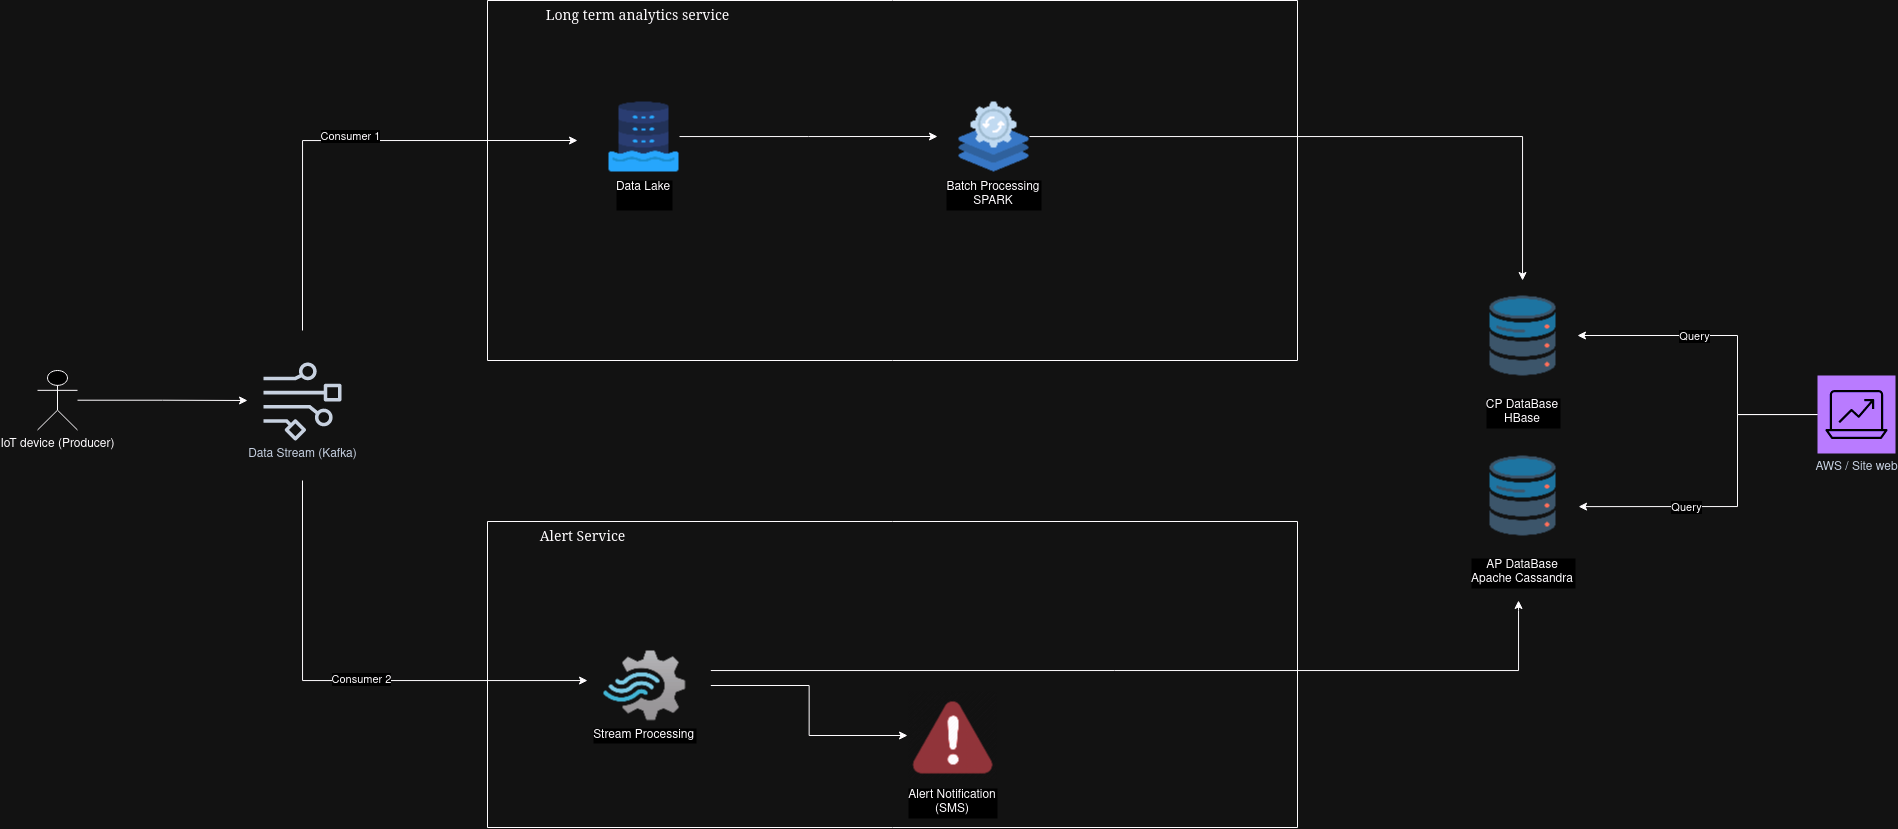 Long term analytics service
Consumer 1
Data Lake
Batch Processing
SPARK
IoT device (Producer)
Data Stream (Kafka)
Query
CP DataBase
HBase
AWS / Site web
Query
Alert Service
AP DataBase
Apache Cassandra
Consumer 2
Stream Processing
Alert Notification
(SMS)